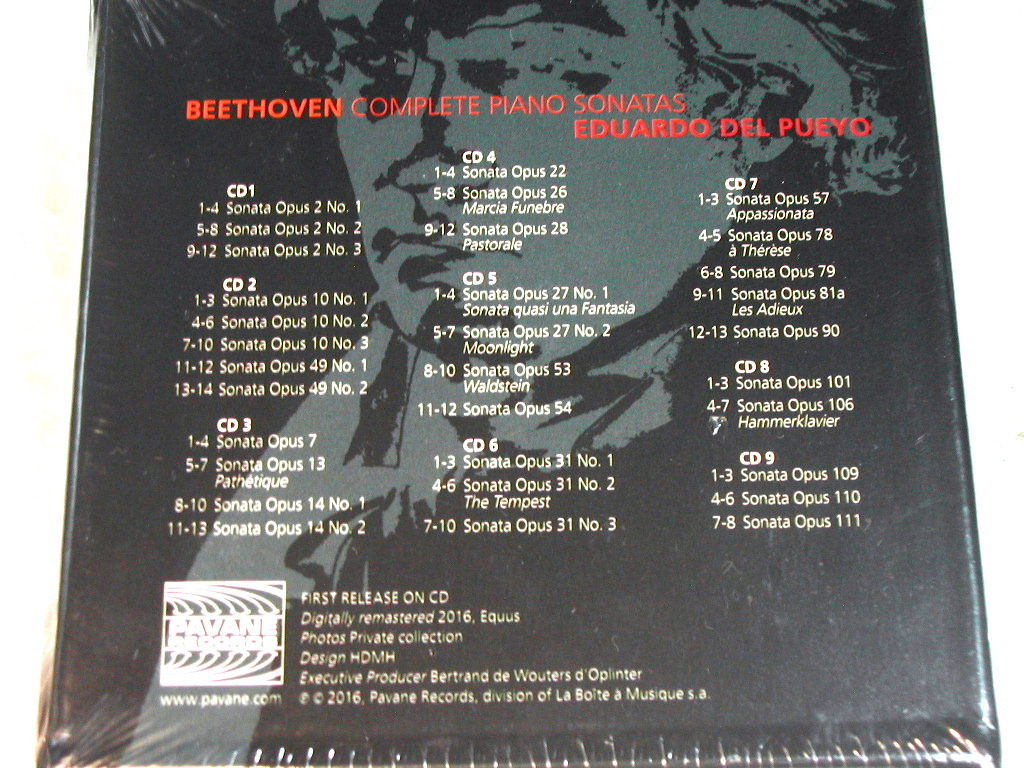 BEETHOVEN COMPLETE PIANO SONATAS
EDUARDO DEL PUEYO
CD1
1-4 Sonata Opus 2 No. 1
5-8 Sonata Opus 2 No. 2
9-12 Sonata Opus 2 No. 3
CD 2
1-3 Sonata Opus 10 No. 1
4-6 Sonata Opus 10 No. 2
7-10 Sonata Opus 10 No. 3
11-12 Sonata Opus 49 No. 1
13-14 Sonata Opus 49 No. 2
CD 3
1-4 Sonata Opus 7
5-7 Sonata Opus 13
Pathétique
8-10 Sonata Opus 14 No. 1
11-13 Sonata Opus 14 No. 2
CD 4
1-4 Sonata Opus 22
5-8 Sonata Opus 26
Marcia Funebre
9-12 Sonata Opus 28
Pastorale
CD 5
1-4 Sonata Opus 27 No. 1
Sonata quasi una Fantasia
5-7 Sonata Opus 27 No. 2
Moonlight
8-10 Sonata Opus 53
Waldstein
11-12 Sonata Opus 54
CD 6
1-3 Sonata Opus 31 No. 1
4-6 Sonata Opus 31 No. 2
The Tempest
7-10 Sonata Opus 31 No. 3
CD 7
1-3 Sonata Opus 57
Appassionata
4-5 Sonata Opus 78
à Thérèse
6-8 Sonata Opus 79
9-11 Sonata Opus 81a
Les Adieux
12-13 Sonata Opus 90
CD 8
1-3 Sonata Opus 101
4-7 Sonata Opus 106
Hammerklavier
CD 9
1-3 Sonata Opus 109
4-6 Sonata Opus 110
7-8 Sonata Opus 111
PAVANE
RECORDS
www.pavane.com
FIRST RELEASE ON CD
Digitally remastered 2016, Equus
Photos Private collection
Design HDMH
Executive Producer Bertrand de Wouters d'Oplinter
℗ © 2016, Pavane Records, division of La Boîte à Musique s.a.